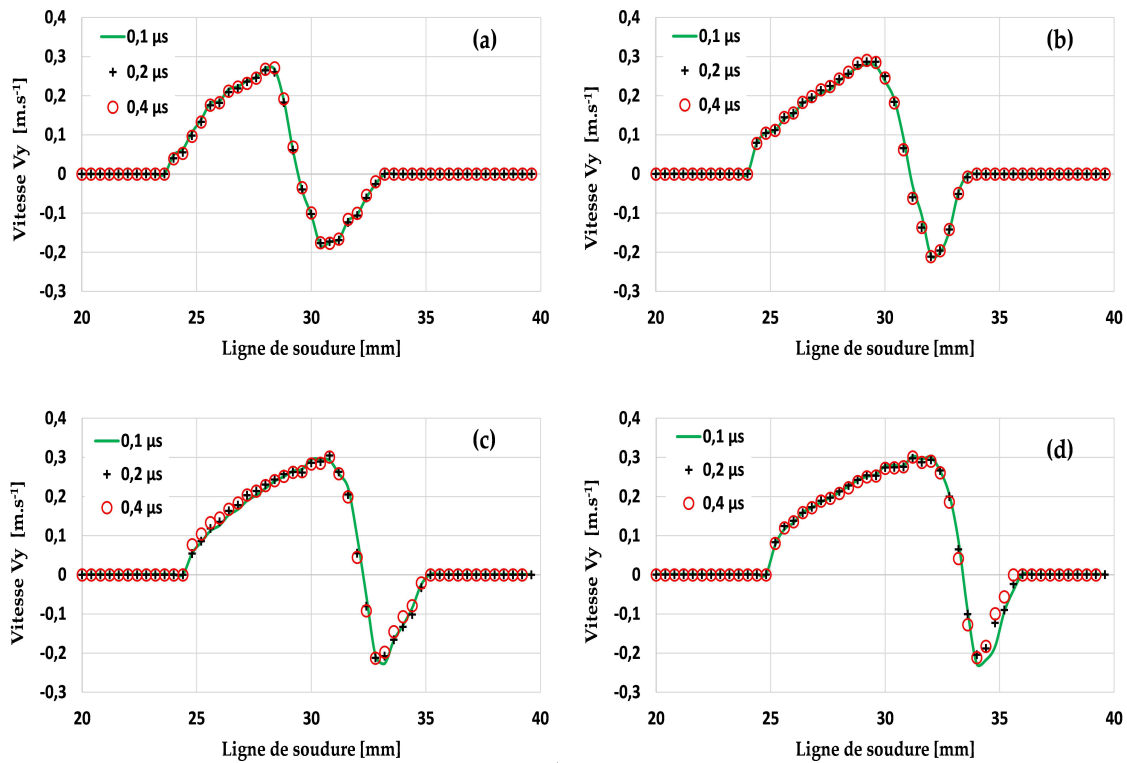 (a)
0,1 µs
0,2 µs
0,4 µs
Vitesse Vy [m.s⁻¹]
0,4
0,3
0,2
0,1
0
-0,1
-0,2
-0,3
20 25 30 35 40
Ligne de soudure [mm]
(b)
0,1 µs
0,2 µs
0,4 µs
Vitesse Vy [m.s⁻¹]
0,4
0,3
0,2
0,1
0
-0,1
-0,2
-0,3
20 25 30 35 40
Ligne de soudure [mm]
(c)
0,1 µs
0,2 µs
0,4 µs
Vitesse Vy [m.s⁻¹]
0,4
0,3
0,2
0,1
0
-0,1
-0,2
-0,3
20 25 30 35 40
Ligne de soudure [mm]
(d)
0,1 µs
0,2 µs
0,4 µs
Vitesse Vy [m.s⁻¹]
0,4
0,3
0,2
0,1
0
-0,1
-0,2
-0,3
20 25 30 35 40
Ligne de soudure [mm]